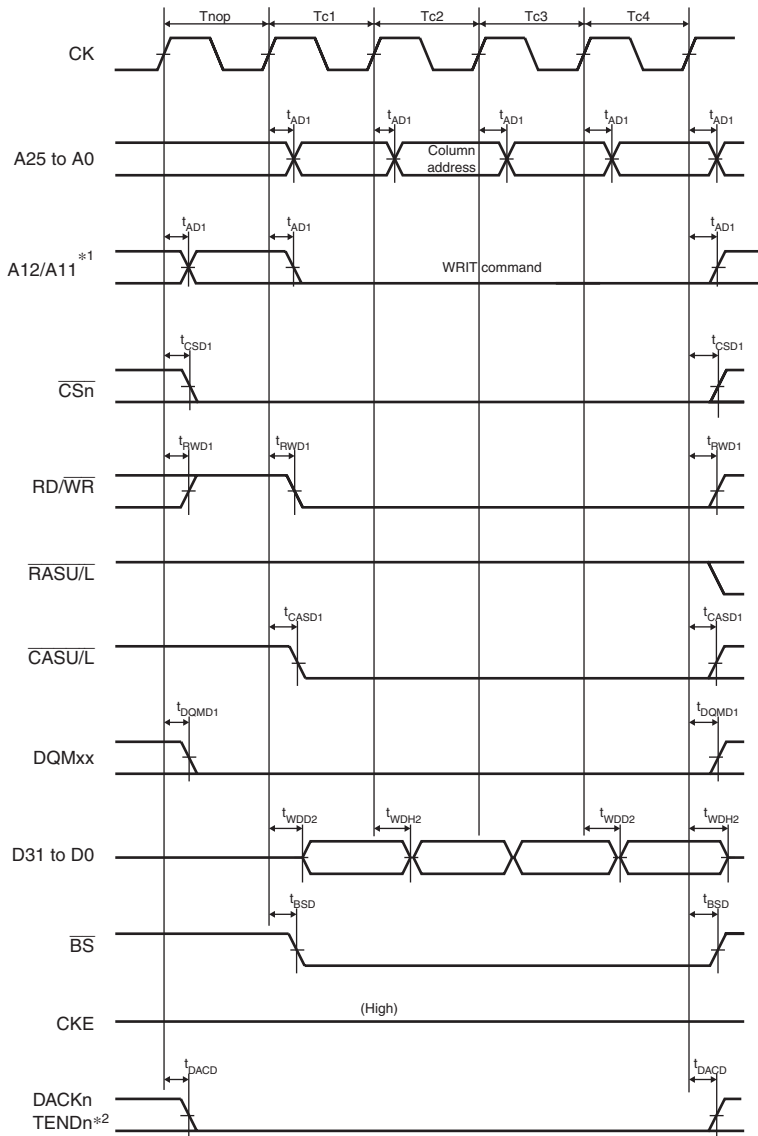 Tnop Tc1 Tc2 Tc3 Tc4
CK
tAD1 tAD1 tAD1 tAD1 tAD1
A25 to A0
Column
address
tAD1 tAD1 tAD1
A12/A11*1
WRIT command
tCSD1 tCSD1
CSn
tRWD1 tRWD1 tRWD1
RD/WR
RASU/L
tCASD1 tCASD1
CASU/L
tDQMD1 tDQMD1
DQMxx
tWDD2 tWDH2 tWDD2 tWDH2
D31 to D0
tBSD tBSD
BS
(High)
CKE
tDACD tDACD
DACKn
TENDn*2